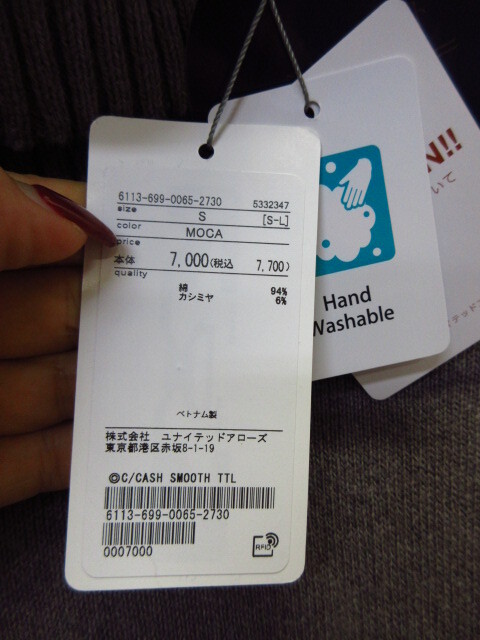 6113-699-0065-2730 5332347
size S [S-L]
color MOCA
price
本体 7,000(税込 7,700)
quality
綿 94%
カシミヤ 6%
ベトナム製
株式会社 ユナイテッドアローズ
東京都港区赤坂8-1-19
©C/CASH SMOOTH TTL
6113-699-0065-2730
0007000
RFID
Hand
Washable
N!!
いて